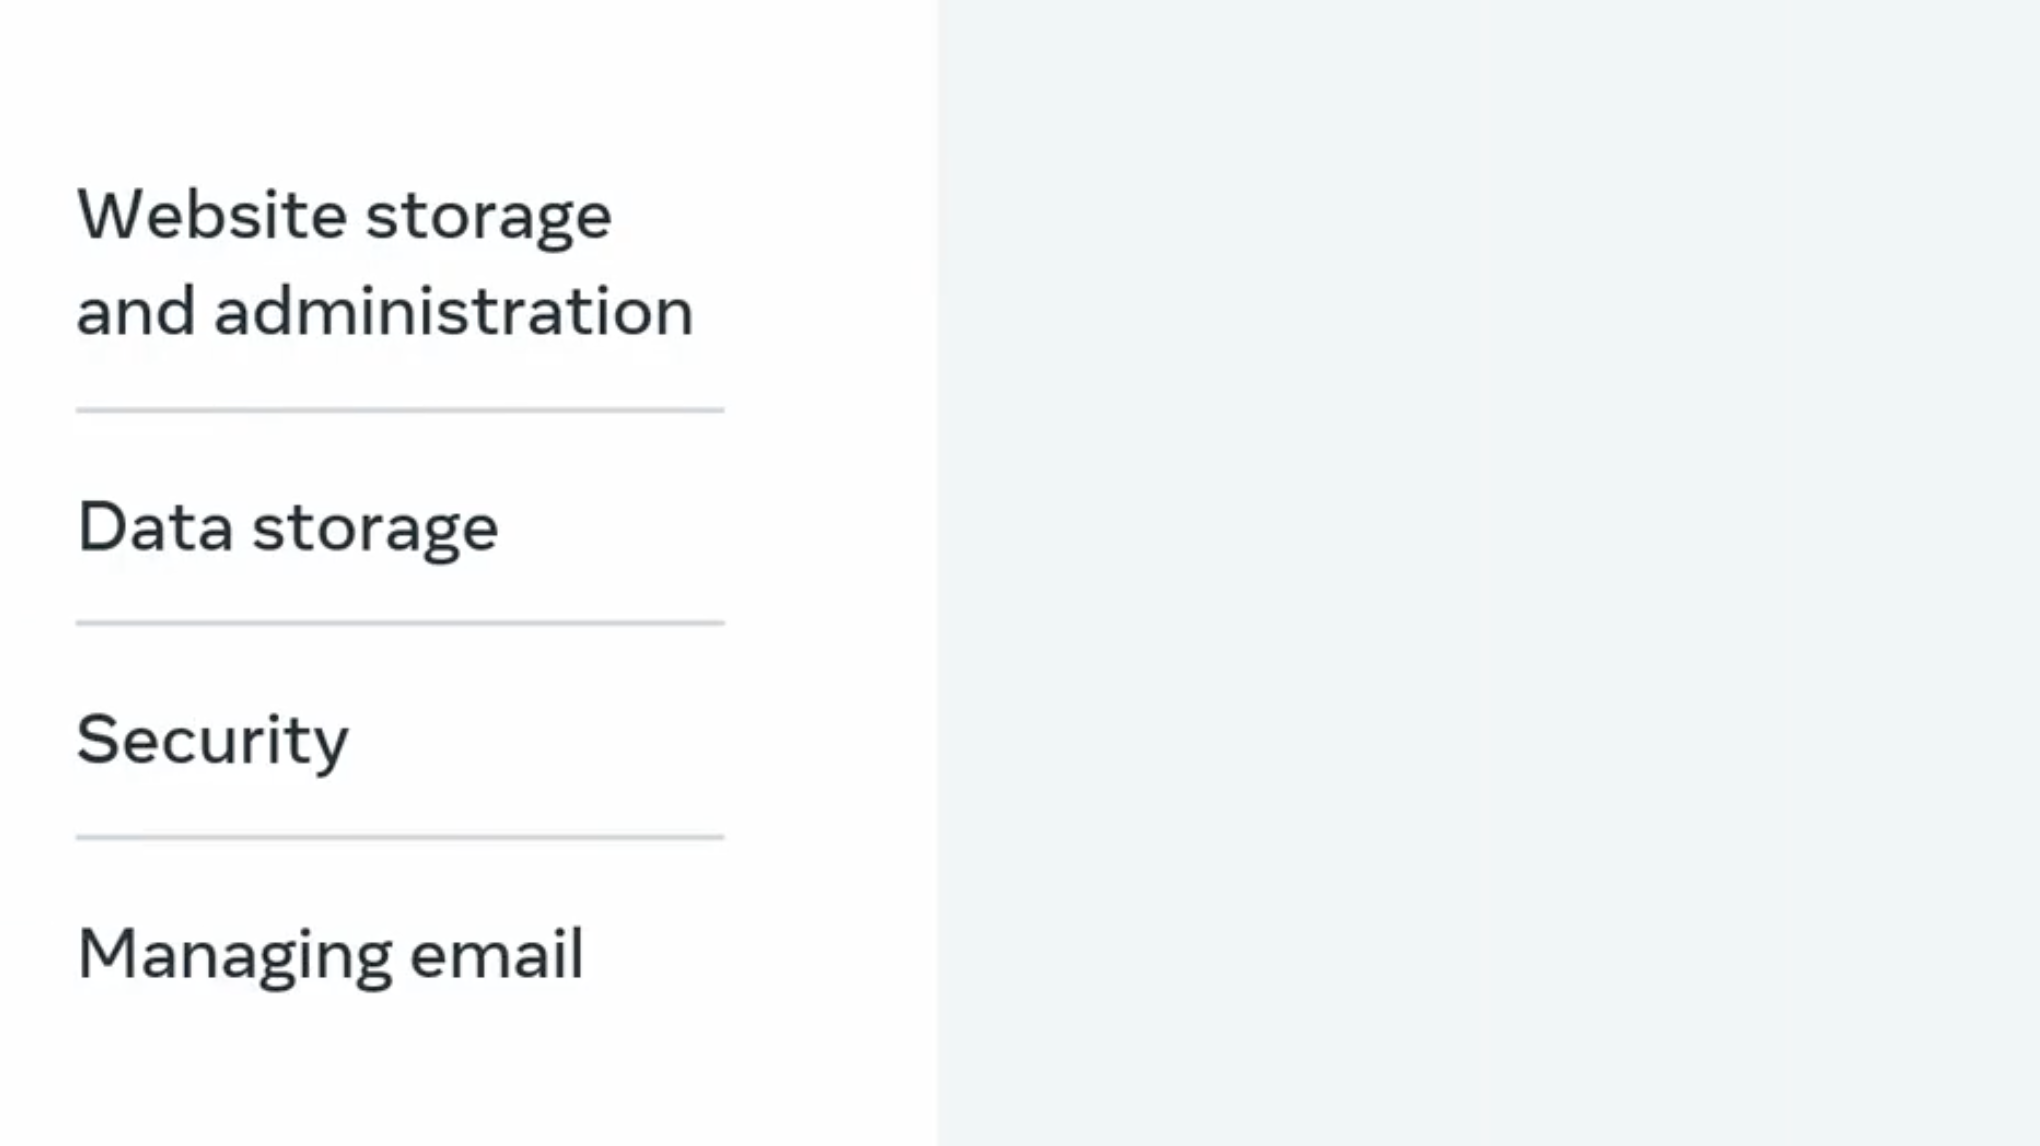 Website storage
and administration
Data storage
Security
Managing email